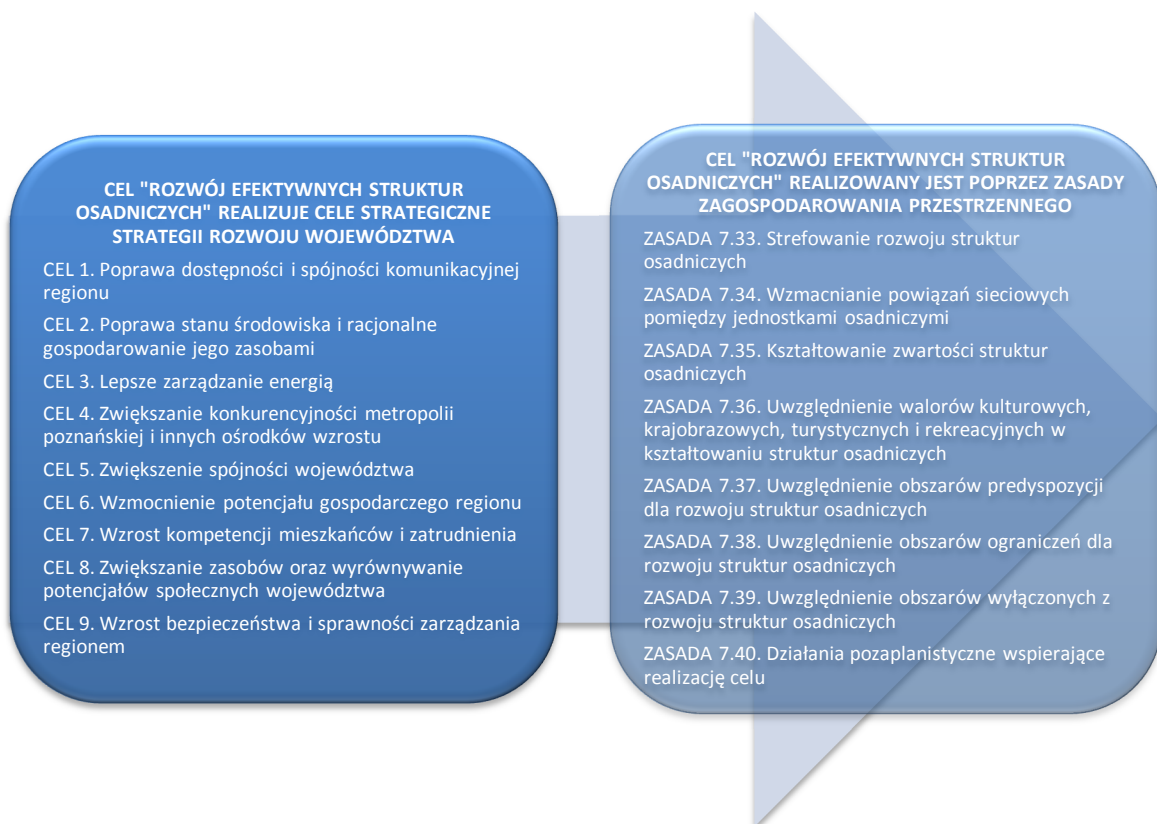 CEL "ROZWÓJ EFEKTYWNYCH STRUKTUR
OSADNICZYCH" REALIZUJE CELE STRATEGICZNE
STRATEGII ROZWOJU WOJEWÓDZTWA
CEL 1. Poprawa dostępności i spójności komunikacyjnej
regionu
CEL 2. Poprawa stanu środowiska i racjonalne
gospodarowanie jego zasobami
CEL 3. Lepsze zarządzanie energią
CEL 4. Zwiększanie konkurencyjności metropolii
poznańskiej i innych ośrodków wzrostu
CEL 5. Zwiększenie spójności województwa
CEL 6. Wzmocnienie potencjału gospodarczego regionu
CEL 7. Wzrost kompetencji mieszkańców i zatrudnienia
CEL 8. Zwiększanie zasobów oraz wyrównywanie
potencjałów społecznych województwa
CEL 9. Wzrost bezpieczeństwa i sprawności zarządzania
regionem
CEL "ROZWÓJ EFEKTYWNYCH STRUKTUR
OSADNICZYCH" REALIZOWANY JEST POPRZEZ ZASADY
ZAGOSPODAROWANIA PRZESTRZENNEGO
ZASADA 7.33. Strefowanie rozwoju struktur
osadniczych
ZASADA 7.34. Wzmacnianie powiązań sieciowych
pomiędzy jednostkami osadniczymi
ZASADA 7.35. Kształtowanie zwartości struktur
osadniczych
ZASADA 7.36. Uwzględnienie walorów kulturowych,
krajobrazowych, turystycznych i rekreacyjnych w
kształtowaniu struktur osadniczych
ZASADA 7.37. Uwzględnienie obszarów predyspozycji
dla rozwoju struktur osadniczych
ZASADA 7.38. Uwzględnienie obszarów ograniczeń dla
rozwoju struktur osadniczych
ZASADA 7.39. Uwzględnienie obszarów wyłączonych z
rozwoju struktur osadniczych
ZASADA 7.40. Działania pozaplanistyczne wspierające
realizację celu